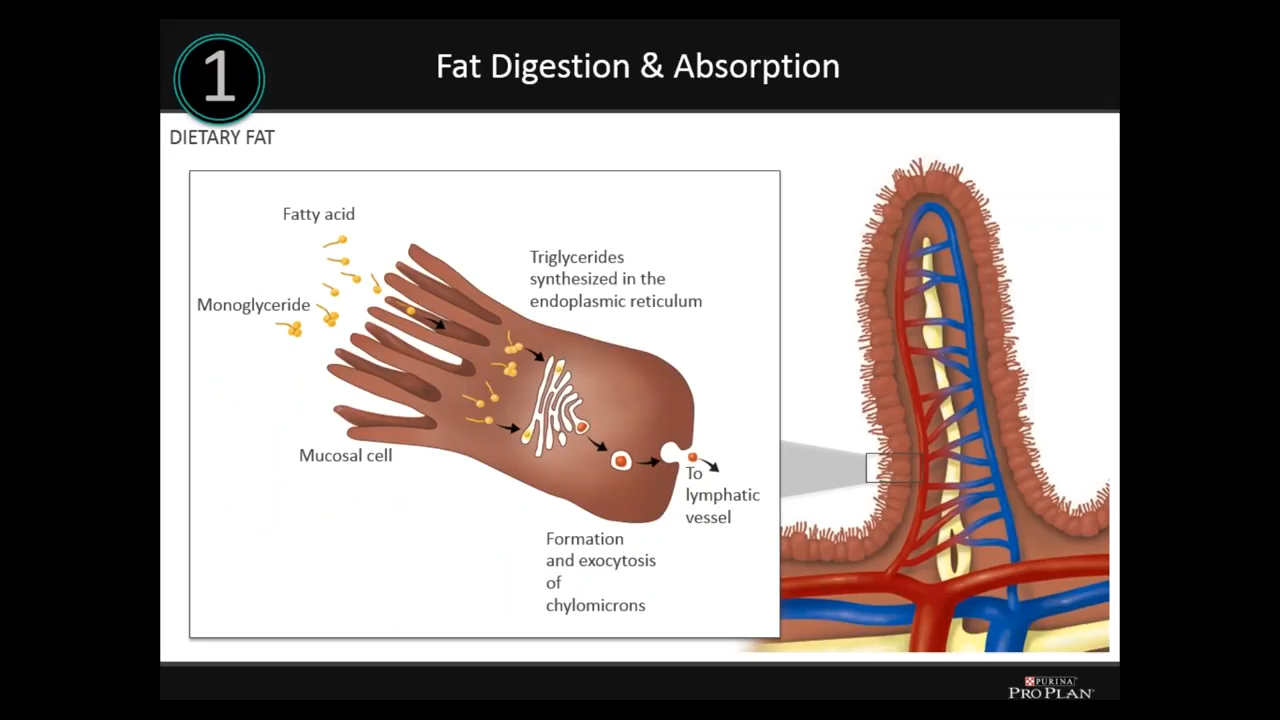 1
Fat Digestion & Absorption
DIETARY FAT
Fatty acid
Monoglyceride
Triglycerides
synthesized in the
endoplasmic reticulum
Mucosal cell
To
lymphatic
vessel
Formation
and exocytosis
of
chylomicrons
PURINA
PRO PLAN